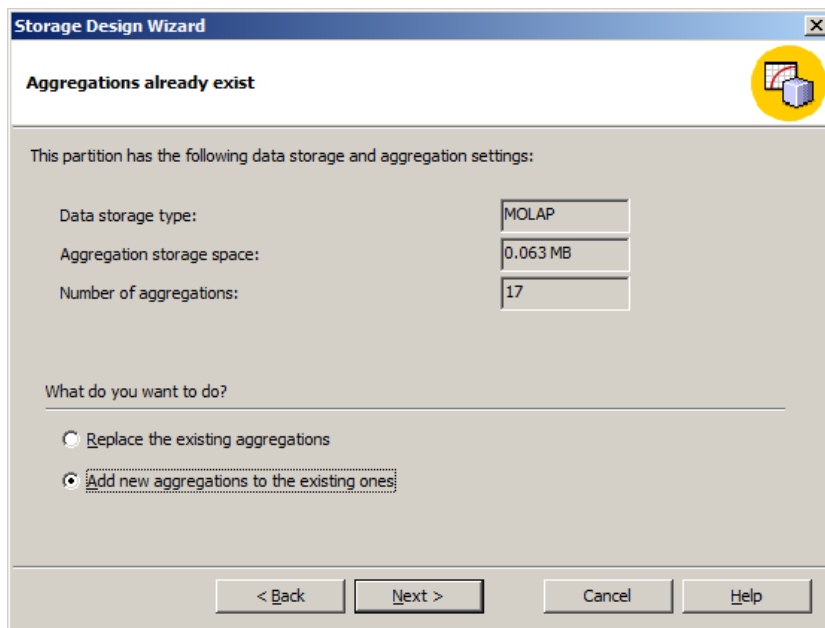 Storage Design Wizard
Aggregations already exist
This partition has the following data storage and aggregation settings:
Data storage type: MOLAP
Aggregation storage space: 0.063 MB
Number of aggregations: 17
What do you want to do?
Replace the existing aggregations
Add new aggregations to the existing ones
< Back Next > Cancel Help